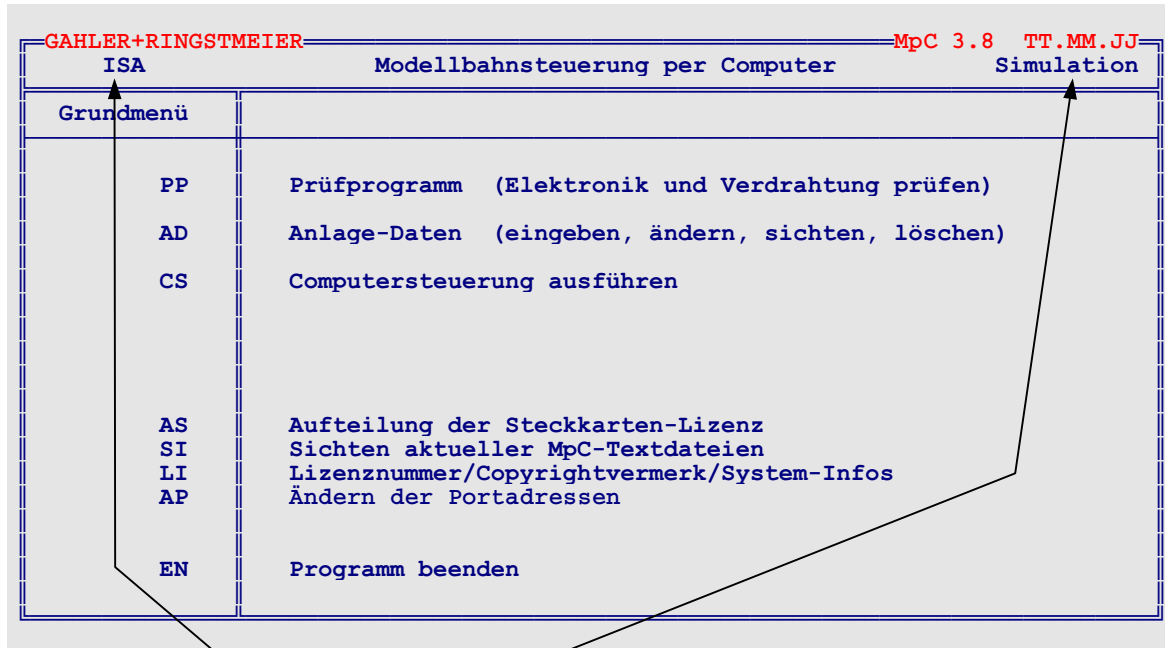 GAHLER+RINGSTMEIER MpC 3.8 TT.MM.JJ
ISA Modellbahnsteuerung per Computer Simulation
Grundmenü
PP Prüfprogramm (Elektronik und Verdrahtung prüfen)
AD Anlage-Daten (eingeben, ändern, sichten, löschen)
CS Computersteuerung ausführen
AS Aufteilung der Steckkarten-Lizenz
SI Sichten aktueller MpC-Textdateien
LI Lizenznummer/Copyrightvermerk/System-Infos
AP Ändern der Portadressen
EN Programm beenden